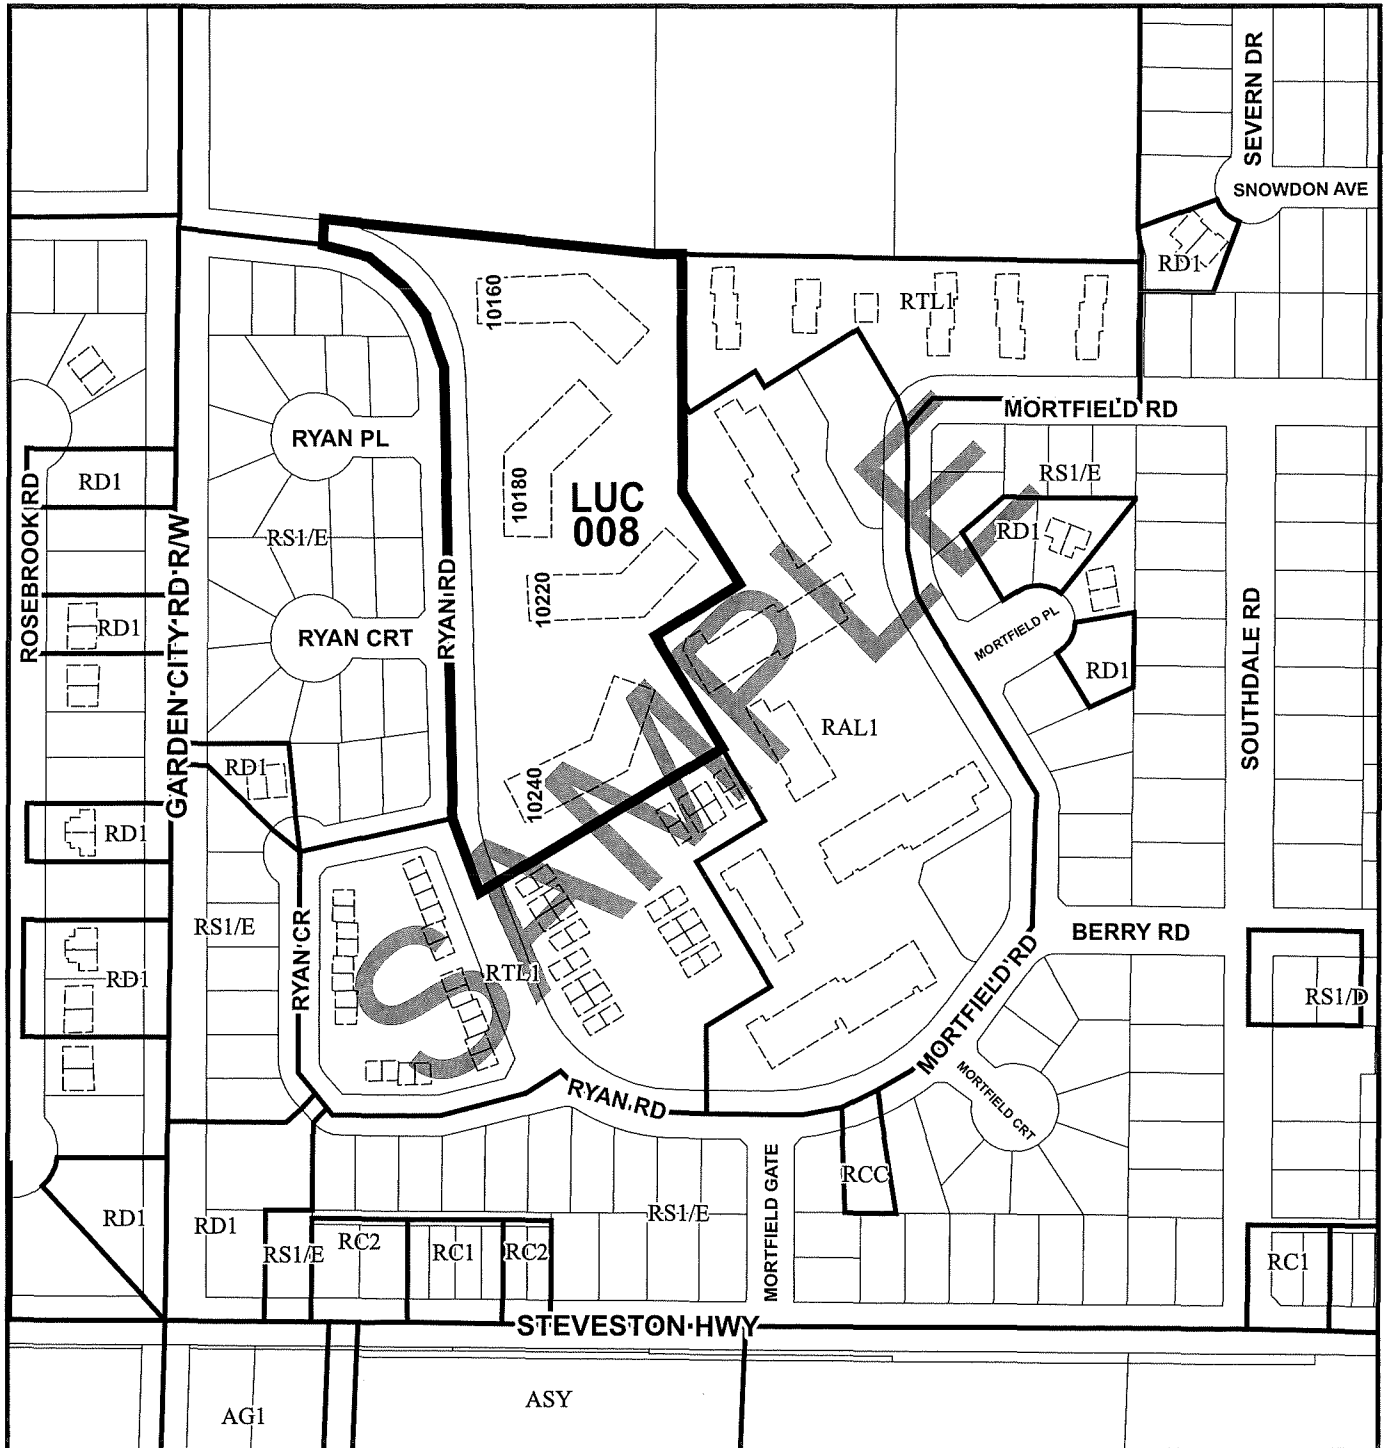 SEVERN DR
SNOWDON AVE
RD1
10160
RTL1
MORTFIELD RD
RYAN PL
RS1/E
ROSEBROOK RD
RD1
10180
LUC
008
RD1
GARDEN CITY RD R/W
RS1/E
RYAN RD
10220
RD1
RYAN CRT
MORTFIELD PL
SOUTHDALE RD
RD1
RAL1
RD1
10240
RD1
SAMPLE
RS1/E
RYAN CR
BERRY RD
RTL1
RD1
MORTFIELD RD
RS1/D
RYAN RD
MORTFIELD CRT
MORTFIELD GATE
RCC
RD1
RD1
RS1/E
RS1/E
RC2
RC1
RC2
RC1
STEVESTON HWY
ASY
AG1